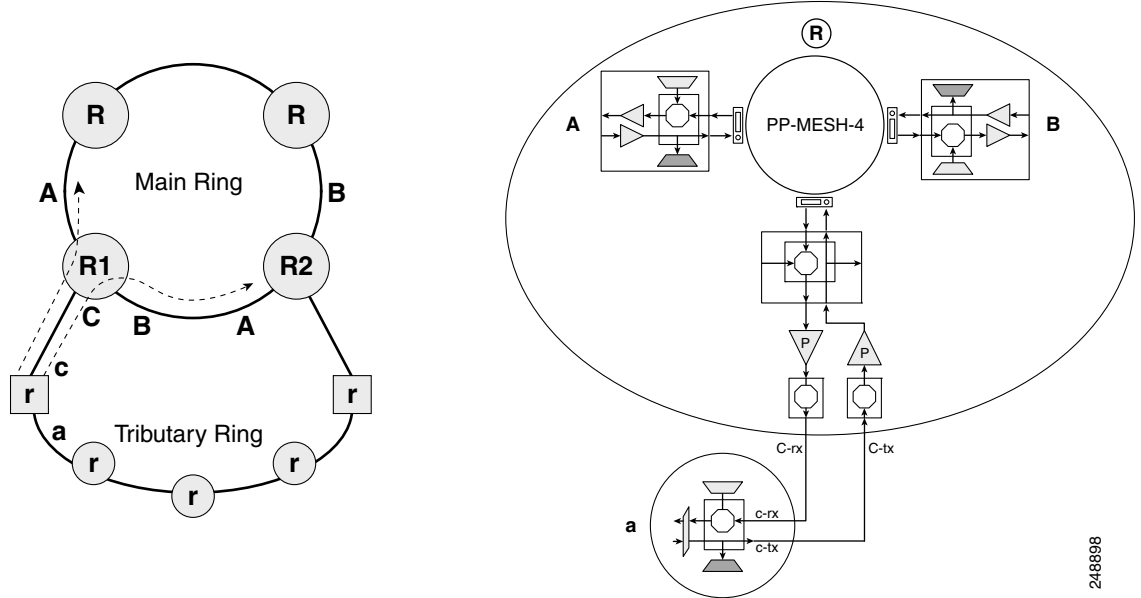 R
R
A
Main Ring
B
R1
R2
C
B
A
c
r
r
a
Tributary Ring
r
r
r
R
A
PP-MESH-4
B
P
P
C-rx
C-tx
a
c-rx
c-tx
248898